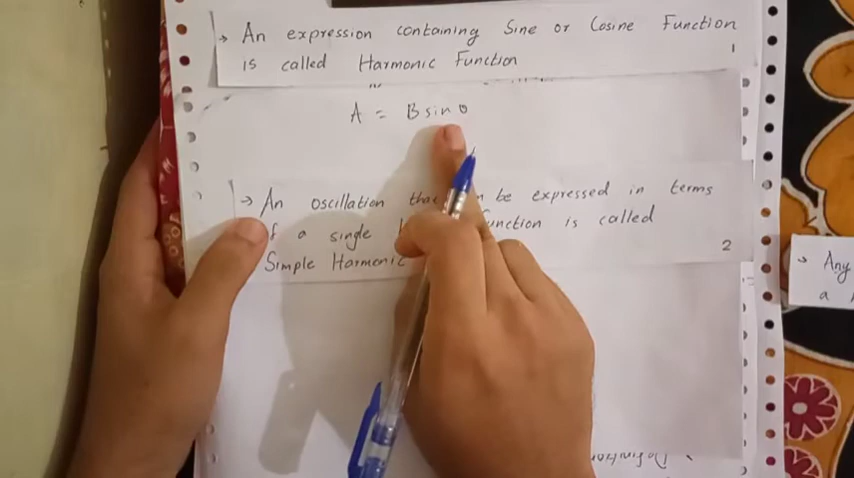 → An expression containing Sine or Cosine Function
is called Harmonic Function
1
A = B sin θ
→ An oscillation be expressed in terms
a single function is called
Simple Harmonic
2
→ Any
a